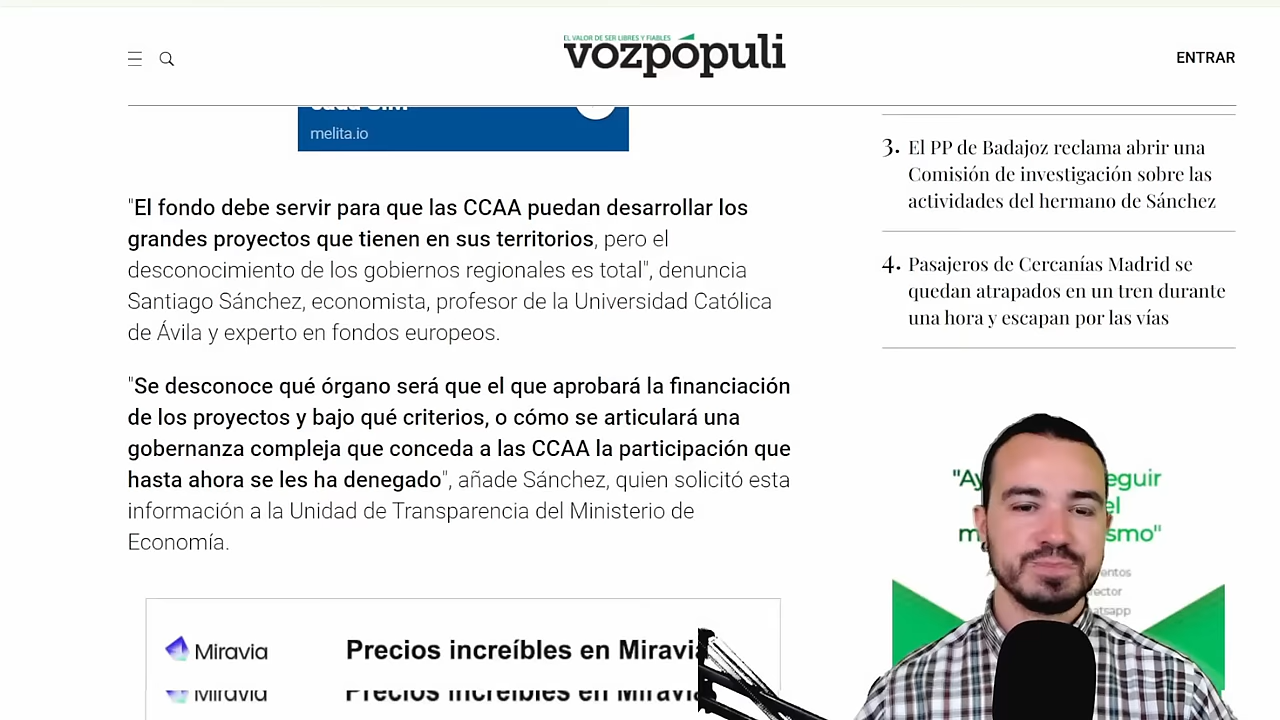 EL VALOR DE SER LIBRES Y FIABLES
vozpópuli
ENTRAR
melita.io
"El fondo debe servir para que las CCAA puedan desarrollar los
grandes proyectos que tienen en sus territorios, pero el
desconocimiento de los gobiernos regionales es total", denuncia
Santiago Sánchez, economista, profesor de la Universidad Católica
de Ávila y experto en fondos europeos.
"Se desconoce qué órgano será que el que aprobará la financiación
de los proyectos y bajo qué criterios, o cómo se articulará una
gobernanza compleja que conceda a las CCAA la participación que
hasta ahora se les ha denegado", añade Sánchez, quien solicitó esta
información a la Unidad de Transparencia del Ministerio de
Economía.
Miravia
Precios increíbles en Miravia
Miravia
Precios increíbles en Miravia
3. El PP de Badajoz reclama abrir una
Comisión de investigación sobre las
actividades del hermano de Sánchez
4. Pasajeros de Cercanías Madrid se
quedan atrapados en un tren durante
una hora y escapan por las vías